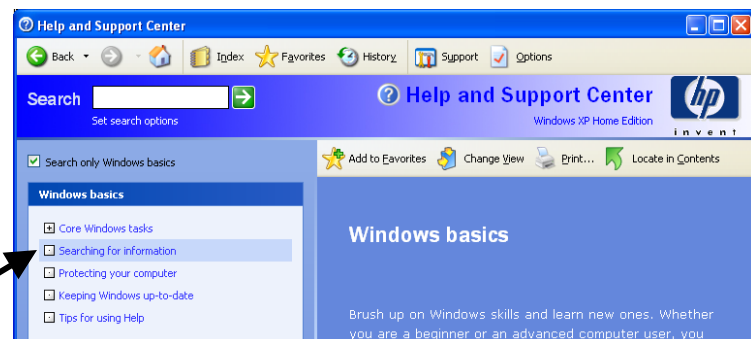 Help and Support Center
Back Index Favorites History Support Options
Search
Set search options
Help and Support Center
Windows XP Home Edition
hp
invent
Search only Windows basics
Add to Favorites Change View Print... Locate in Contents
Windows basics
Core Windows tasks
Searching for information
Protecting your computer
Keeping Windows up-to-date
Tips for using Help
Windows basics
Brush up on Windows skills and learn new ones. Whether
you are a beginner or an advanced computer user, you